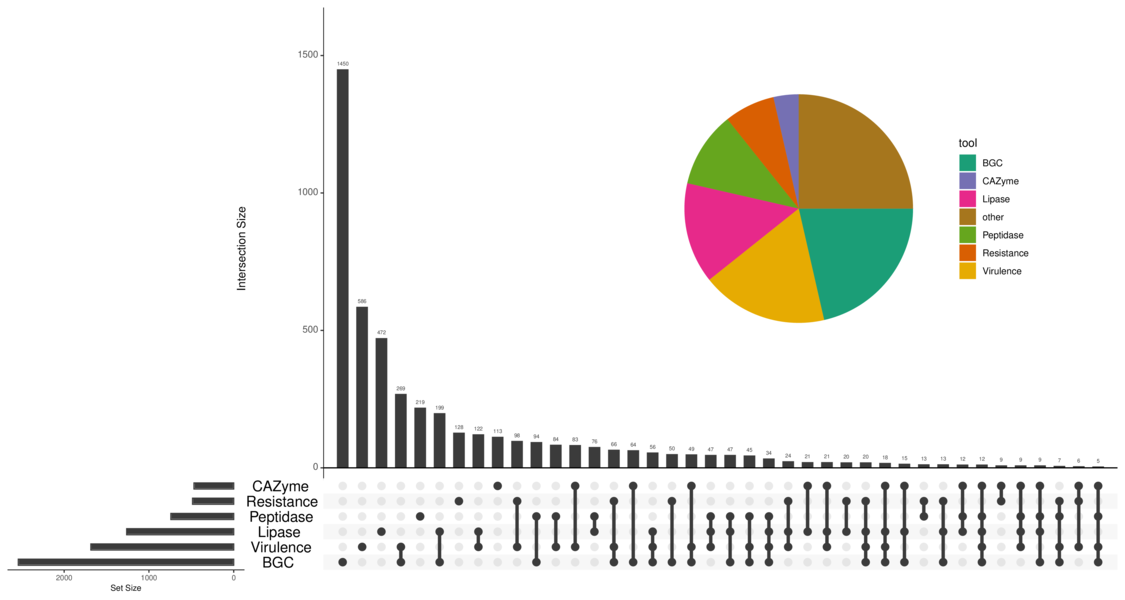 1500
1000
500
0
Intersection Size
1450
586
472
269
219
199
128
122
113
98
94
84
83
76
66
64
56
50
49
47
47
45
34
24
21
21
20
20
18
15
13
13
12
12
9
9
9
7
6
5
tool
BGC
CAZyme
Lipase
other
Peptidase
Resistance
Virulence
CAZyme
Resistance
Peptidase
Lipase
Virulence
BGC
2000
1000
0
Set Size